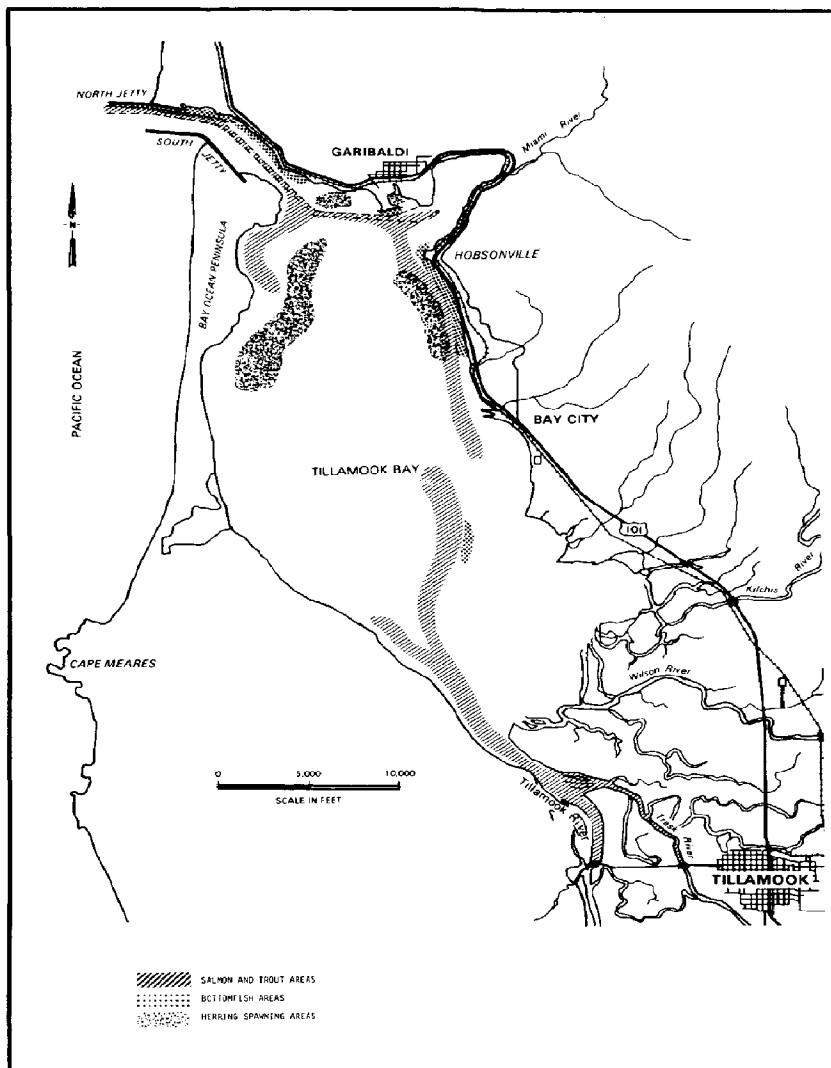 NORTH JETTY
SOUTH JETTY
GARIBALDI
Miami River
N
HOBSONVILLE
BAY OCEAN PENINSULA
PACIFIC OCEAN
BAY CITY
TILLAMOOK BAY
101
Kilchis River
CAPE MEARES
Wilson River
0 5,000 10,000
SCALE IN FEET
Tillamook River
Trask River
TILLAMOOK
SALMON AND TROUT AREAS
BOTTOMFISH AREAS
HERRING SPAWNING AREAS